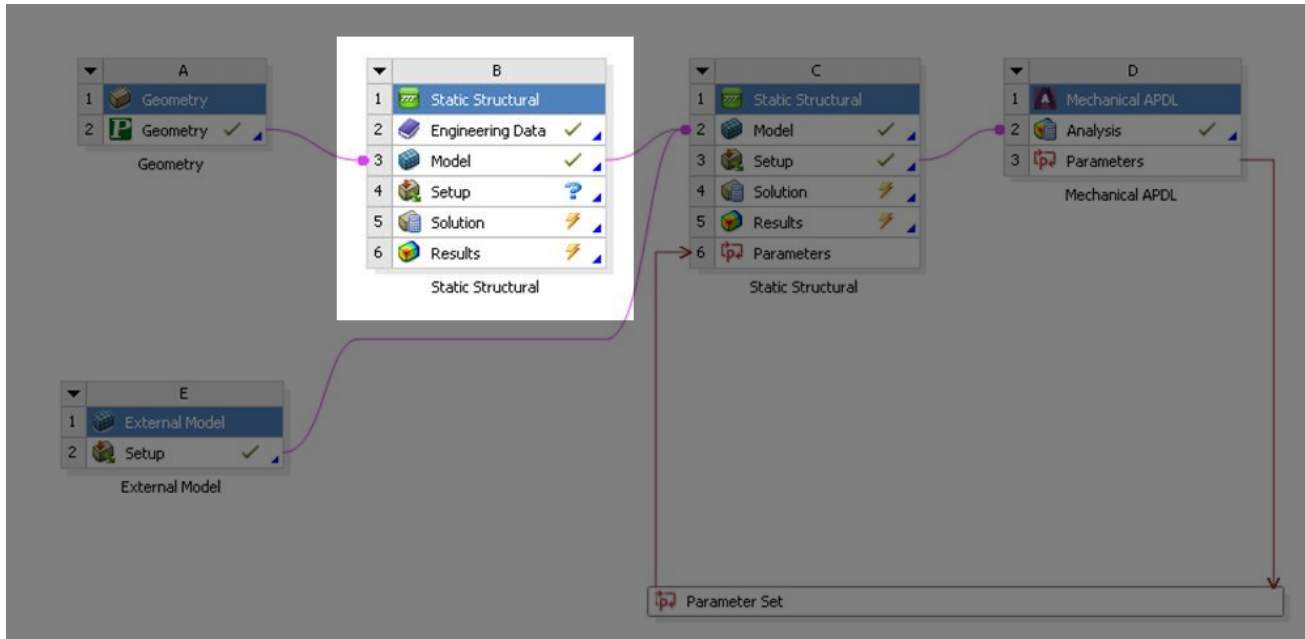 A
1 Geometry
2 Geometry
Geometry
B
1 Static Structural
2 Engineering Data
3 Model
4 Setup
5 Solution
6 Results
Static Structural
C
1 Static Structural
2 Model
3 Setup
4 Solution
5 Results
6 Parameters
Static Structural
D
1 Mechanical APDL
2 Analysis
3 Parameters
Mechanical APDL
E
1 External Model
2 Setup
External Model
Parameter Set